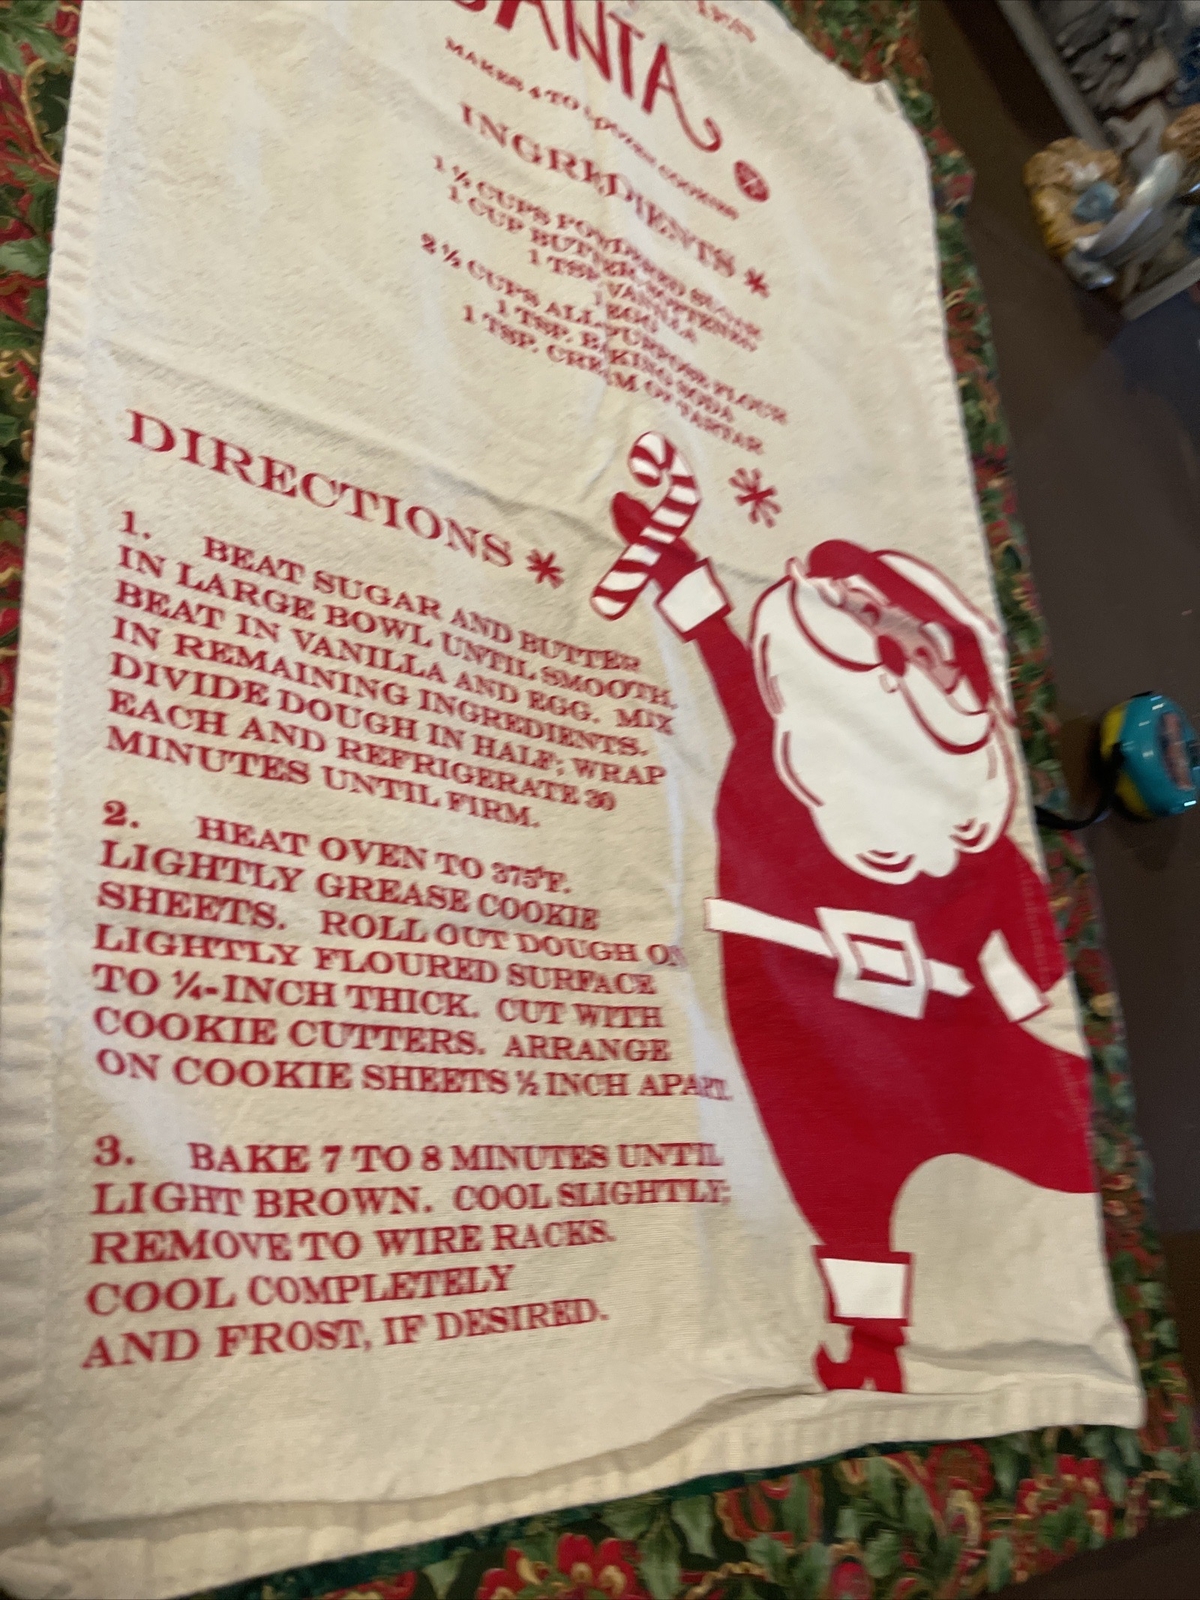 SANTA
MAKES 4 TO 5 DOZEN COOKIES
INGREDIENTS *
CUPS POWDERED SUGAR
1 CUP BUTTER, SOFTENED
1 TSP. VANILLA
1 EGG
2 ½ CUPS ALL-PURPOSE FLOUR
1 TSP. BAKING SODA
1 TSP. CREAM OF TARTAR
DIRECTIONS *
1. BEAT SUGAR AND BUTTER
IN LARGE BOWL UNTIL SMOOTH.
BEAT IN VANILLA AND EGG. MIX
IN REMAINING INGREDIENTS.
DIVIDE DOUGH IN HALF; WRAP
EACH AND REFRIGERATE 30
MINUTES UNTIL FIRM.
2. HEAT OVEN TO 375°F.
LIGHTLY GREASE COOKIE
SHEETS. ROLL OUT DOUGH ON
LIGHTLY FLOURED SURFACE
TO ¼-INCH THICK. CUT WITH
COOKIE CUTTERS. ARRANGE
ON COOKIE SHEETS ½ INCH APART.
3. BAKE 7 TO 8 MINUTES UNTIL
LIGHT BROWN. COOL SLIGHTLY;
REMOVE TO WIRE RACKS.
COOL COMPLETELY
AND FROST, IF DESIRED.